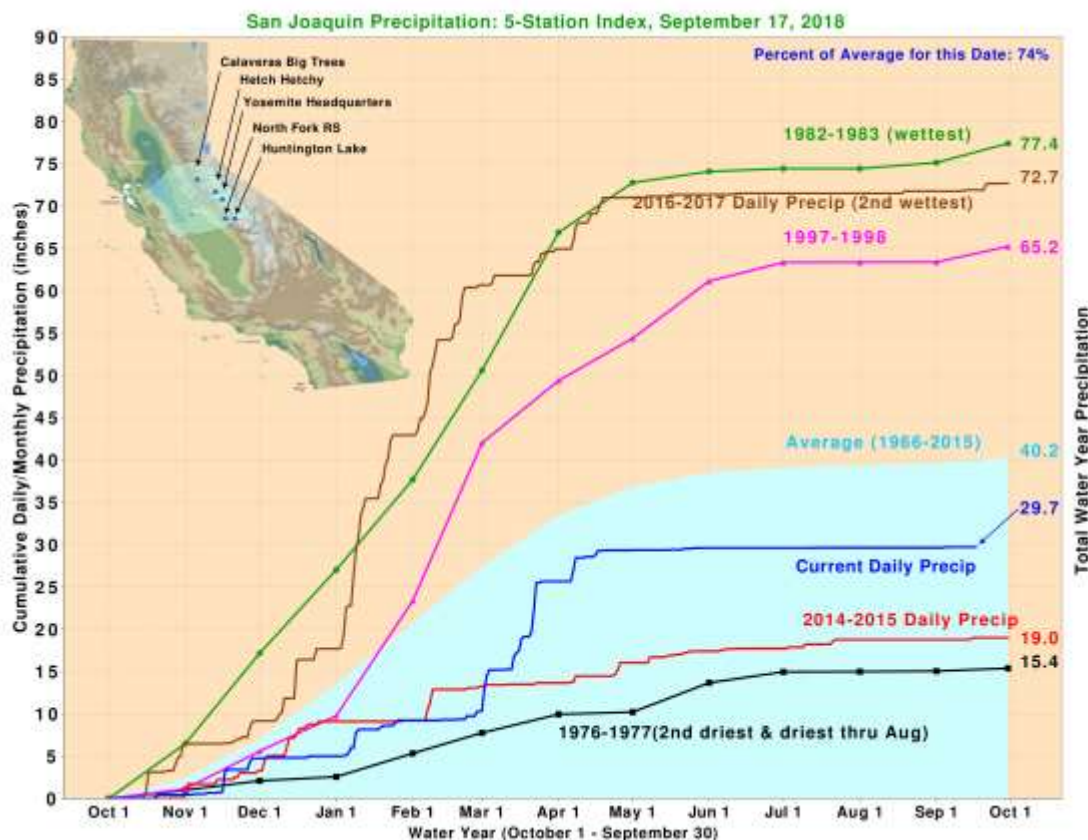 San Joaquin Precipitation: 5-Station Index, September 17, 2018
Percent of Average for this Date: 74%
Calaveras Big Trees
Hetch Hetchy
Yosemite Headquarters
North Fork RS
Huntington Lake
1982-1983 (wettest)
77.4
2016-2017 Daily Precip (2nd wettest)
72.7
1997-1998
65.2
Average (1966-2015)
40.2
29.7
Current Daily Precip
2014-2015 Daily Precip
19.0
15.4
1976-1977(2nd driest & driest thru Aug)
Cumulative Daily/Monthly Precipitation (inches)
90
85
80
75
70
65
60
55
50
45
40
35
30
25
20
15
10
5
0
Total Water Year Precipitation
Oct 1 Nov 1 Dec 1 Jan 1 Feb 1 Mar 1 Apr 1 May 1 Jun 1 Jul 1 Aug 1 Sep 1 Oct 1
Water Year (October 1 - September 30)